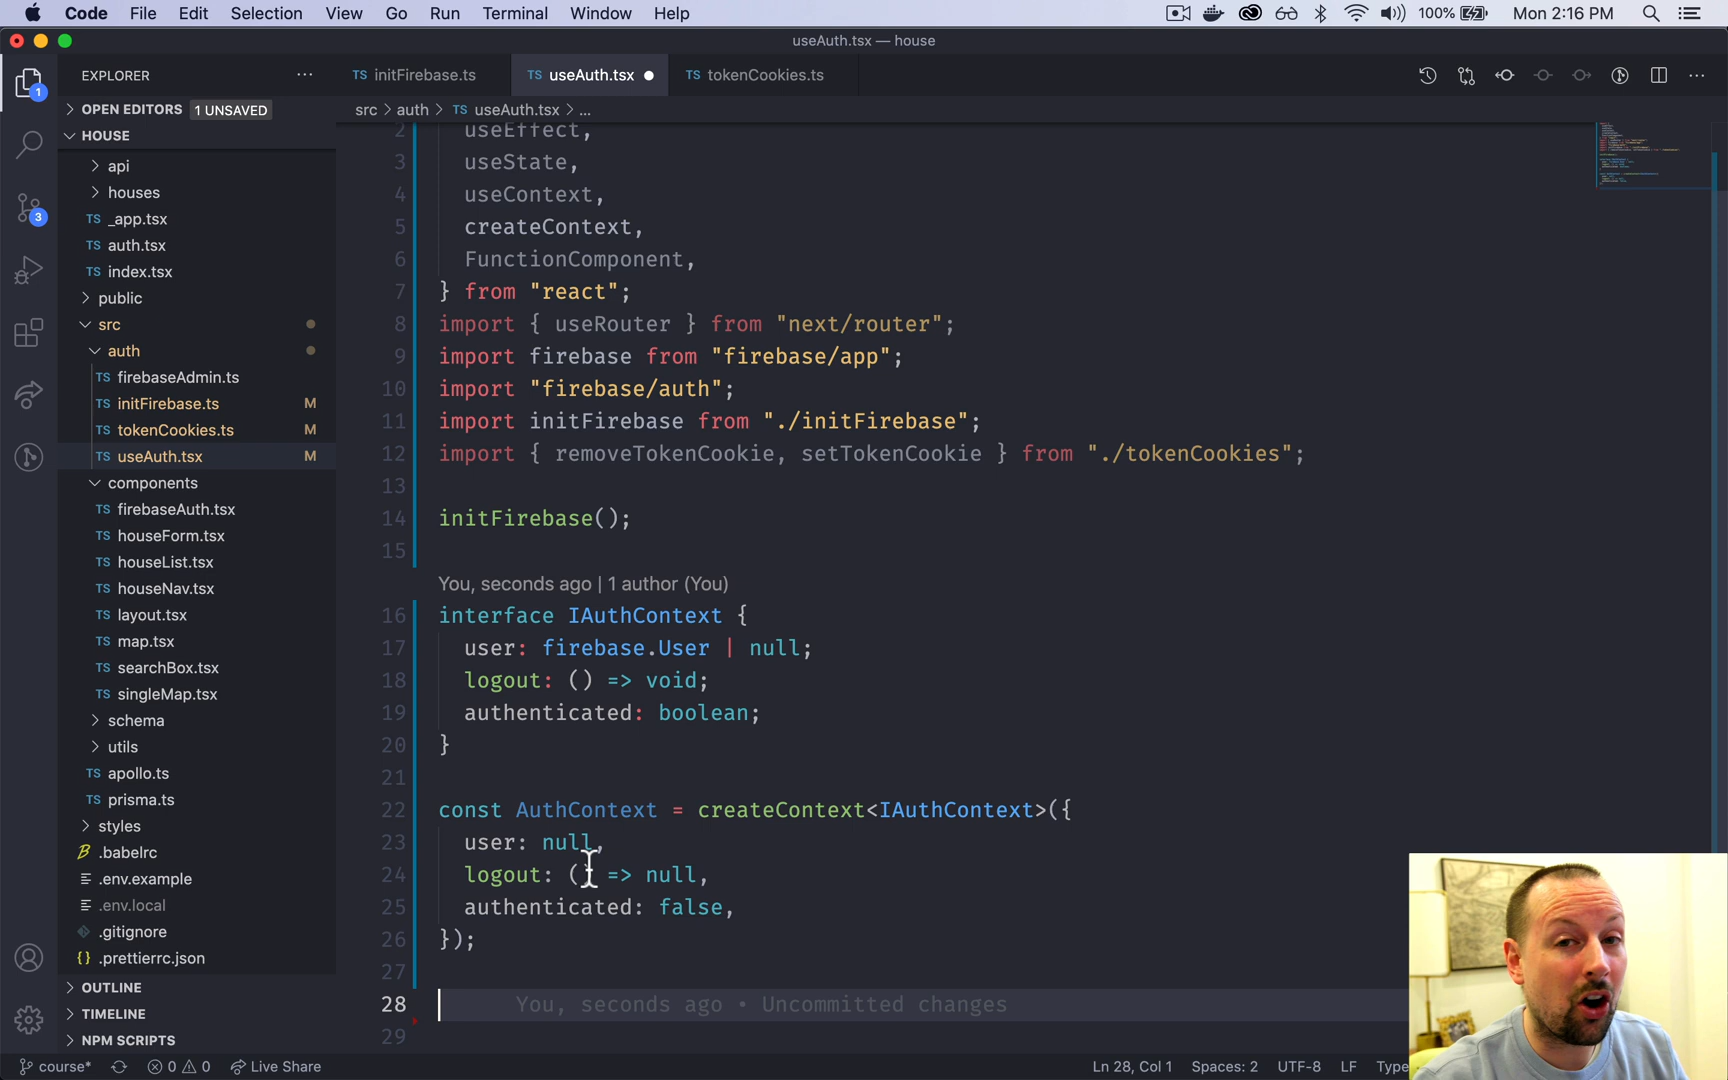 Code File Edit Selection View Go Run Terminal Window Help 100% Mon 2:16 PM
useAuth.tsx — house
EXPLORER ...
TS initFirebase.ts TS useAuth.tsx ● TS tokenCookies.ts
OPEN EDITORS 1 UNSAVED
src > auth > TS useAuth.tsx > ...
HOUSE
api
houses
TS _app.tsx
TS auth.tsx
TS index.tsx
public
src
auth
TS firebaseAdmin.ts
TS initFirebase.ts M
TS tokenCookies.ts M
TS useAuth.tsx M
components
TS firebaseAuth.tsx
TS houseForm.tsx
TS houseList.tsx
TS houseNav.tsx
TS layout.tsx
TS map.tsx
TS searchBox.tsx
TS singleMap.tsx
schema
utils
TS apollo.ts
TS prisma.ts
styles
.babelrc
.env.example
.env.local
.gitignore
{} .prettierrc.json
OUTLINE
TIMELINE
NPM SCRIPTS
1
3
2 useEffect,
3 useState,
4 useContext,
5 createContext,
6 FunctionComponent,
7 } from "react";
8 import { useRouter } from "next/router";
9 import firebase from "firebase/app";
10 import "firebase/auth";
11 import initFirebase from "./initFirebase";
12 import { removeTokenCookie, setTokenCookie } from "./tokenCookies";
13
14 initFirebase();
15
You, seconds ago | 1 author (You)
16 interface IAuthContext {
17 user: firebase.User | null;
18 logout: () => void;
19 authenticated: boolean;
20 }
21
22 const AuthContext = createContext<IAuthContext>({
23 user: null,
24 logout: () => null,
25 authenticated: false,
26 });
27
28 You, seconds ago • Uncommitted changes
29
course* 0 0 Live Share Ln 28, Col 1 Spaces: 2 UTF-8 LF